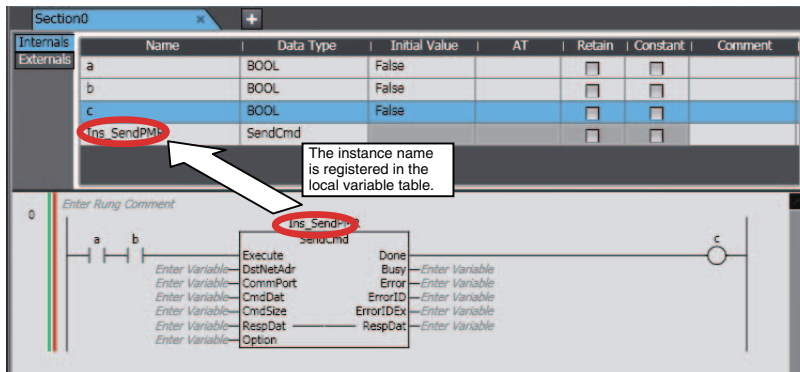 Section0 × +
Internals
Externals
Name Data Type Initial Value AT Retain Constant Comment
a BOOL False
b BOOL False
c BOOL False
Ins_SendPMR SendCmd
The instance name
is registered in the
local variable table.
0 Enter Rung Comment
Ins_SendPMR
a b SendCmd c
Execute Done
Enter Variable DstNetAdr Busy Enter Variable
Enter Variable CommPort Error Enter Variable
Enter Variable CmdDat ErrorID Enter Variable
Enter Variable CmdSize ErrorIDEx Enter Variable
Enter Variable RespDat RespDat Enter Variable
Enter Variable Option